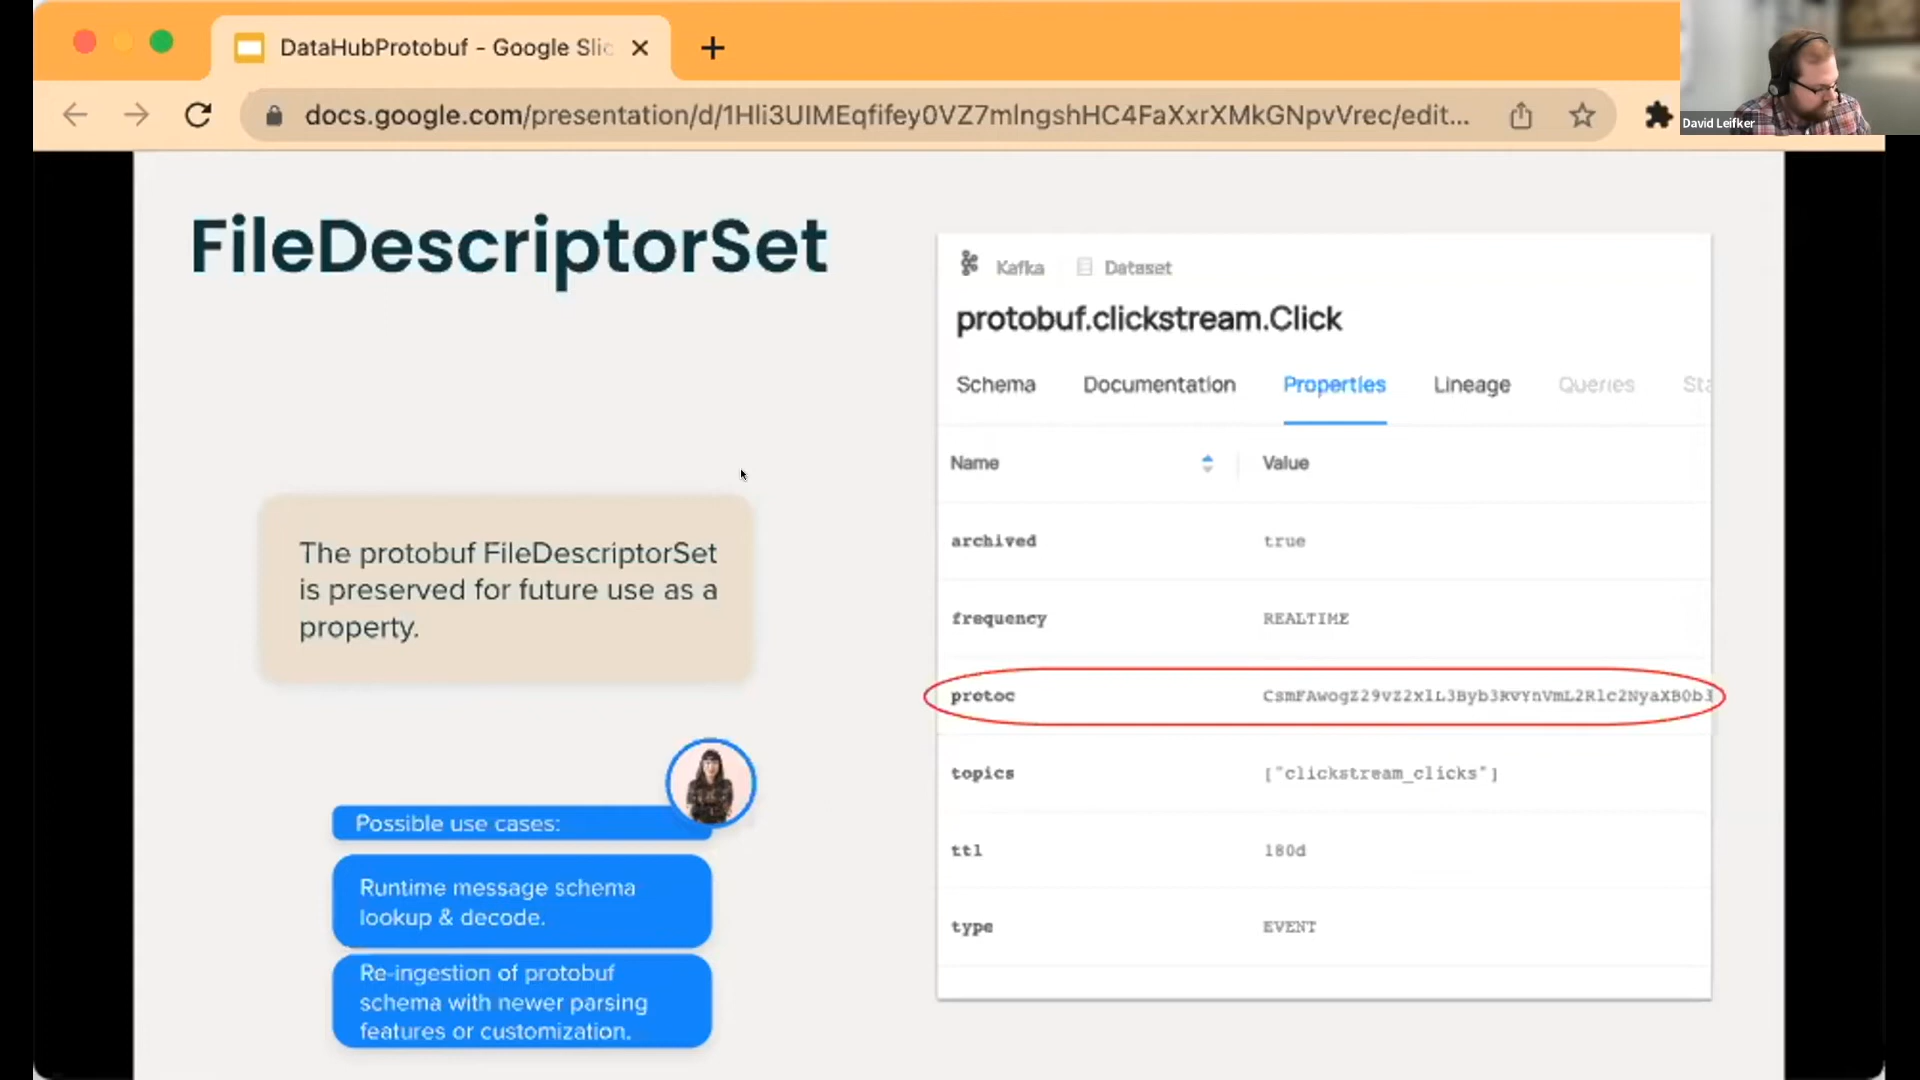 DataHubProtobuf - Google Slic
docs.google.com/presentation/d/1Hli3UIMEqfifey0VZ7mlngshHC4FaXxrXMkGNpvVrec/edit...
David Leifker
FileDescriptorSet
The protobuf FileDescriptorSet
is preserved for future use as a
property.
Possible use cases:
Runtime message schema
lookup & decode.
Re-ingestion of protobuf
schema with newer parsing
features or customization.
Kafka Dataset
protobuf.clickstream.Click
Schema Documentation Properties Lineage Queries Sta
Name Value
archived true
frequency REALTIME
protoc CsmFAwogZ29vZ2xlL3Byb3RvYnVmL2Rlc2NyaXB0b3
topics ["clickstream_clicks"]
ttl 180d
type EVENT